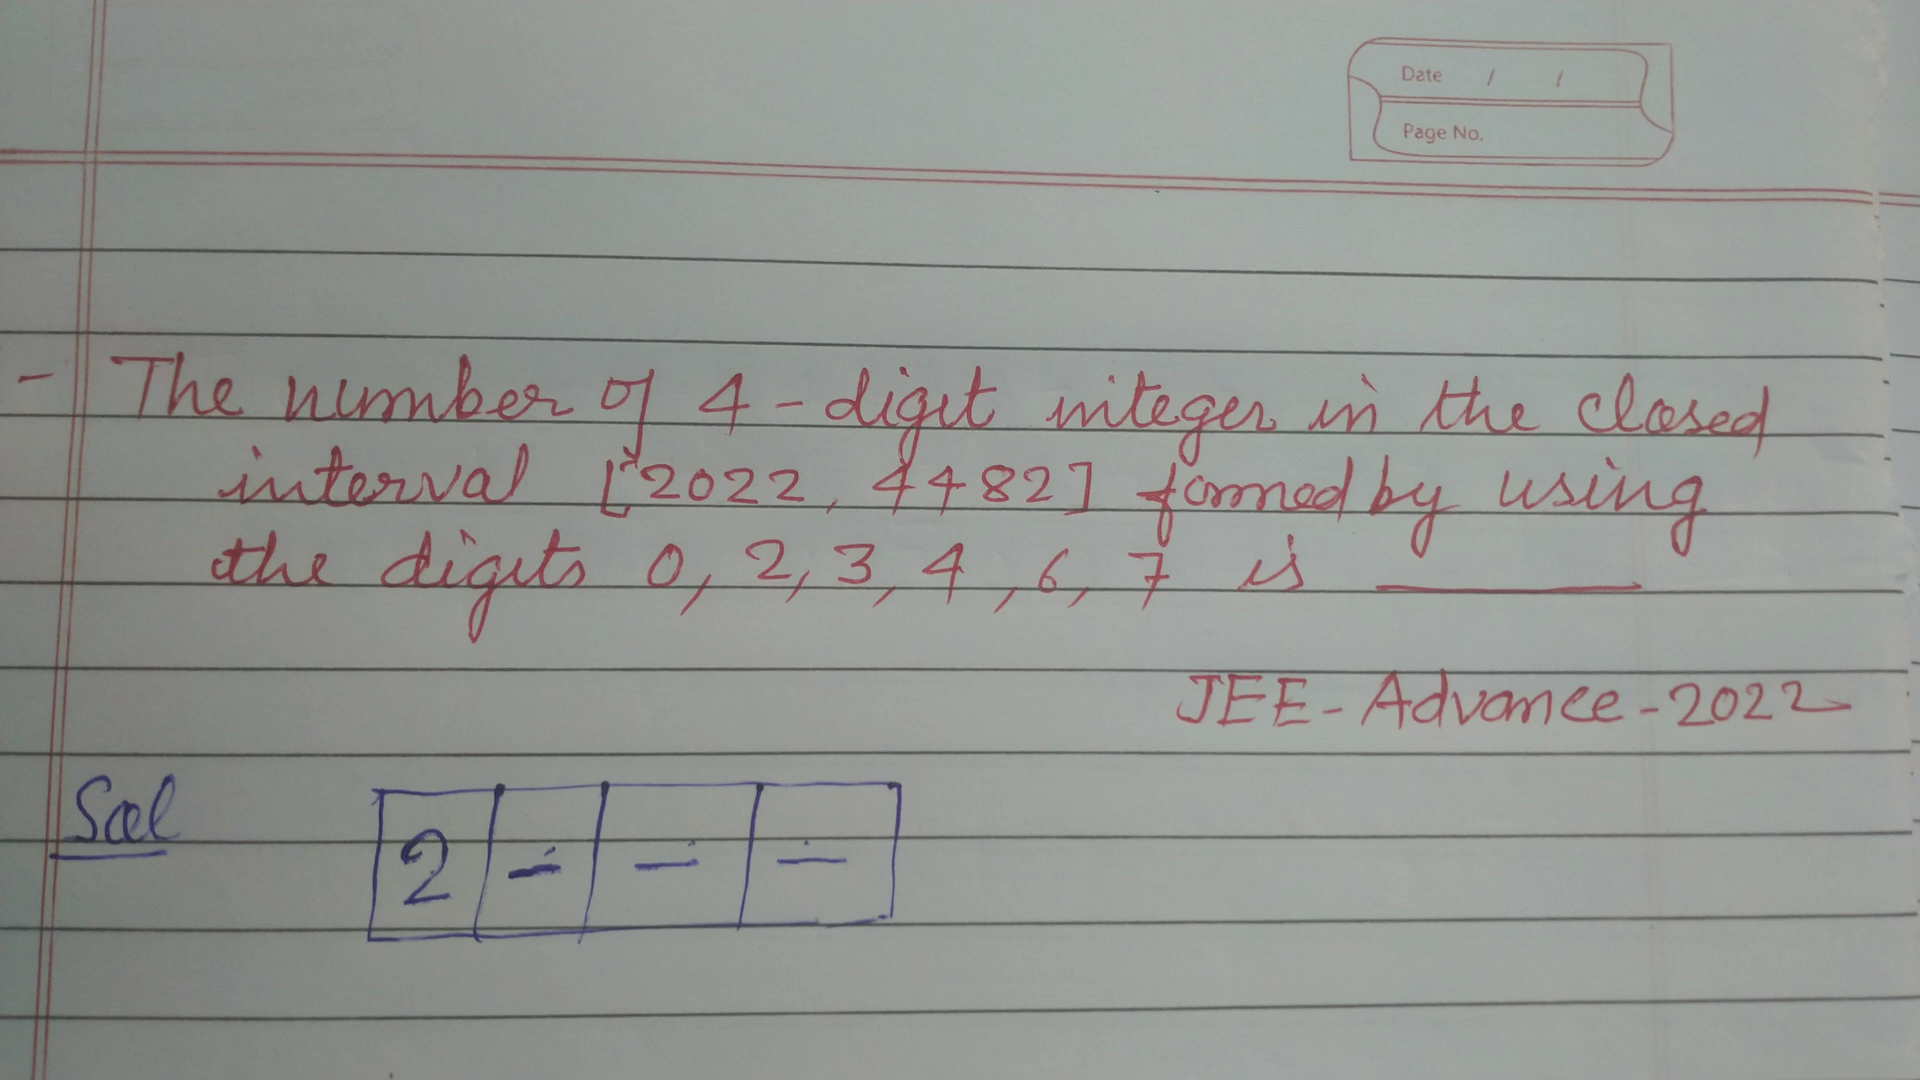 Date / /
Page No.
- The number of 4-digit integer in the closed
interval [2022, 4482] formed by using
the digits 0, 2, 3, 4, 6, 7 is ______
JEE-Advance-2022
Sol
2 - - -